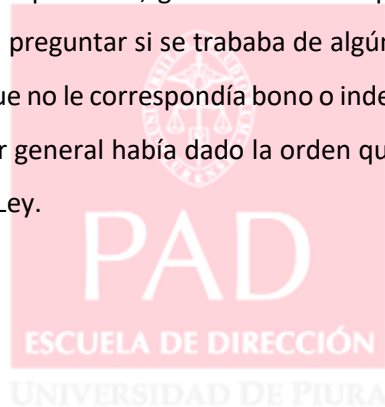 preguntar si se trababa de algún
ue no le correspondía bono o inde
r general había dado la orden qu
Ley.
PAD
ESCUELA DE DIRECCIÓN
UNIVERSIDAD DE PIURA